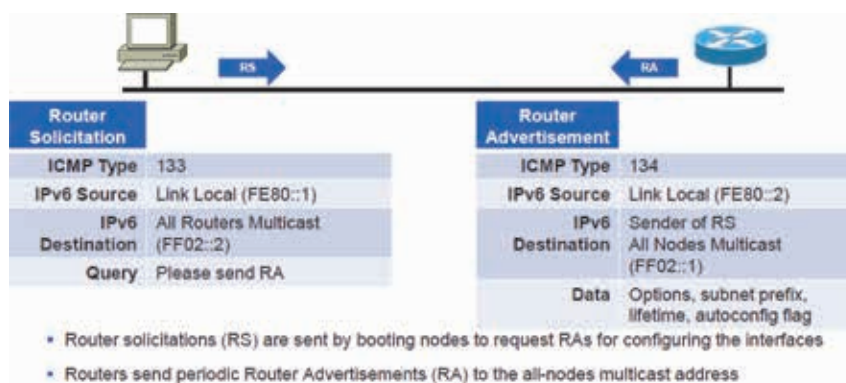 RS
RA
Router
Solicitation
ICMP Type 133
IPv6 Source Link Local (FE80::1)
IPv6
Destination
All Routers Multicast
(FF02::2)
Query Please send RA
Router
Advertisement
ICMP Type 134
IPv6 Source Link Local (FE80::2)
IPv6
Destination
Sender of RS
All Nodes Multicast
(FF02::1)
Data Options, subnet prefix,
lifetime, autoconfig flag
• Router solicitations (RS) are sent by booting nodes to request RAs for configuring the interfaces
• Routers send periodic Router Advertisements (RA) to the all-nodes multicast address